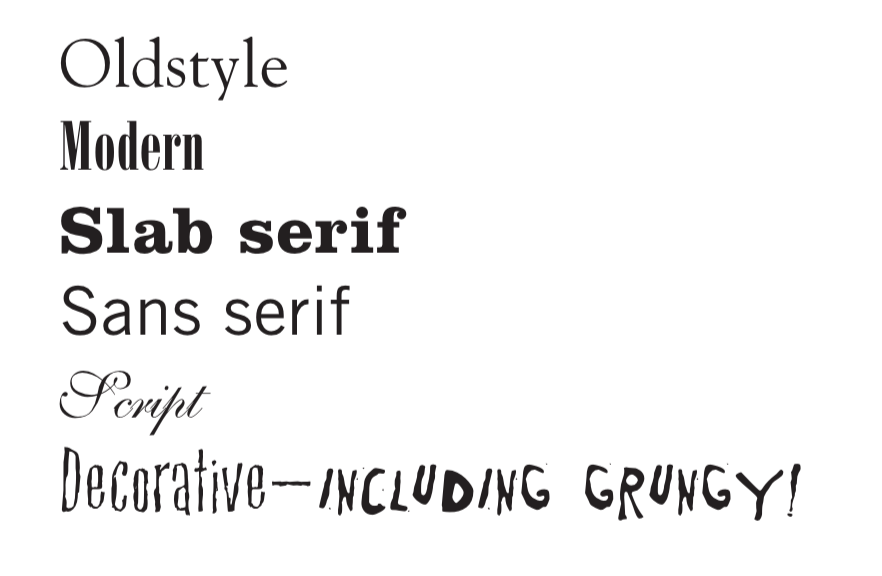 Oldstyle
Modern
Slab serif
Sans serif
Script
Decorative—INCLUDING GRUNGY!